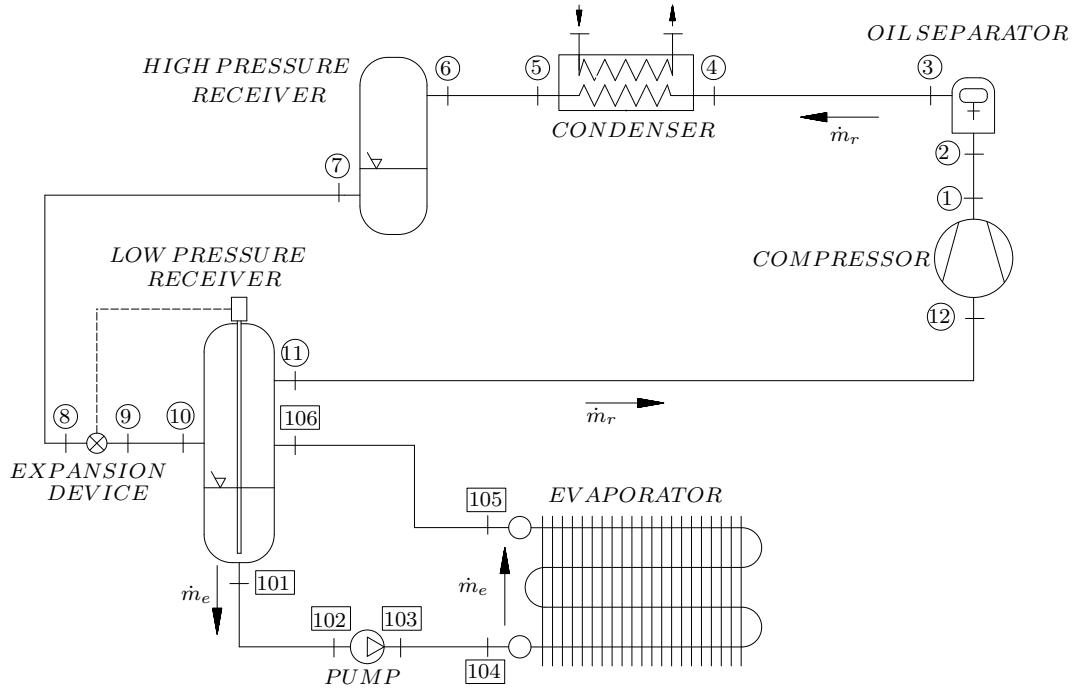 OIL SEPARATOR
HIGH PRESSURE
RECEIVER
6
5
4
3
CONDENSER
ṁr
2
7
1
LOW PRESSURE
RECEIVER
COMPRESSOR
12
11
8
9
10
106
ṁr
EXPANSION
DEVICE
EVAPORATOR
105
101
ṁe
ṁe
102
103
104
PUMP